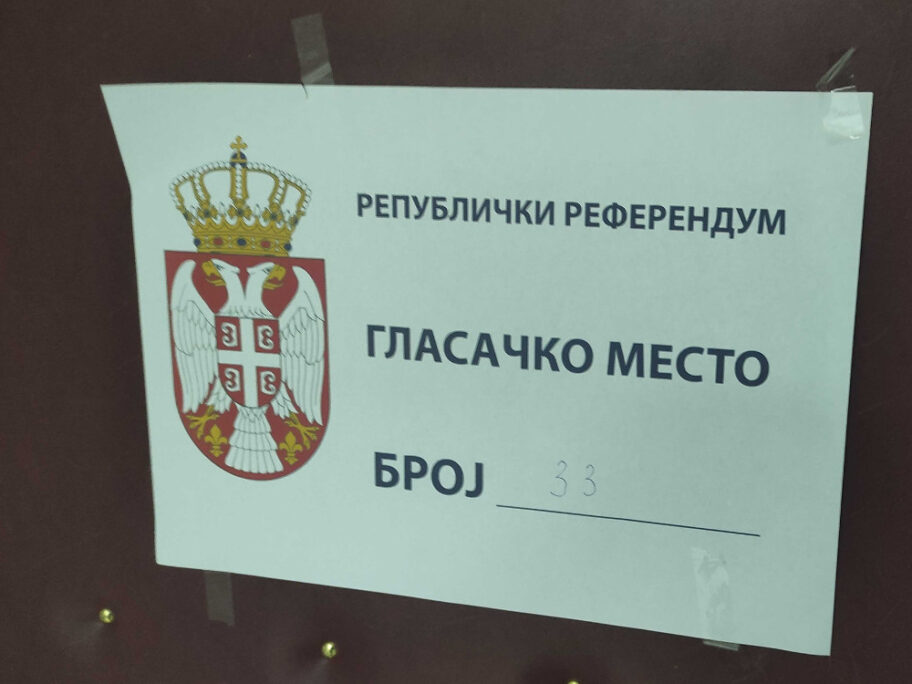 РЕПУБЛИЧКИ РЕФЕРЕНДУМ
ГЛАСАЧКО МЕСТО
БРОЈ 33